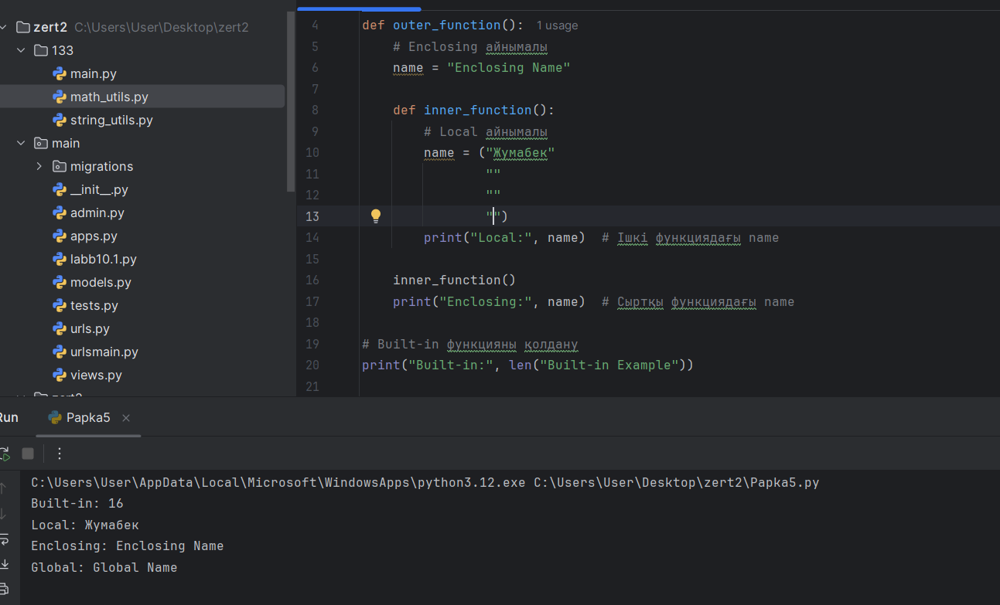 zert2 C:\Users\User\Desktop\zert2
133
main.py
math_utils.py
string_utils.py
main
migrations
__init__.py
admin.py
apps.py
labb10.1.py
models.py
tests.py
urls.py
urlsmain.py
views.py
4 def outer_function(): 1 usage
5 # Enclosing айнымалы
6 name = "Enclosing Name"
7
8 def inner_function():
9 # Local айнымалы
10 name = ("Жумабек"
11 ""
12 ""
13 "")
14 print("Local:", name) # Ішкі функциядағы name
15
16 inner_function()
17 print("Enclosing:", name) # Сыртқы функциядағы name
18
19 # Built-in функцияны қолдану
20 print("Built-in:", len("Built-in Example"))
21
Run Papka5
C:\Users\User\AppData\Local\Microsoft\WindowsApps\python3.12.exe C:\Users\User\Desktop\zert2\Papka5.py
Built-in: 16
Local: Жумабек
Enclosing: Enclosing Name
Global: Global Name